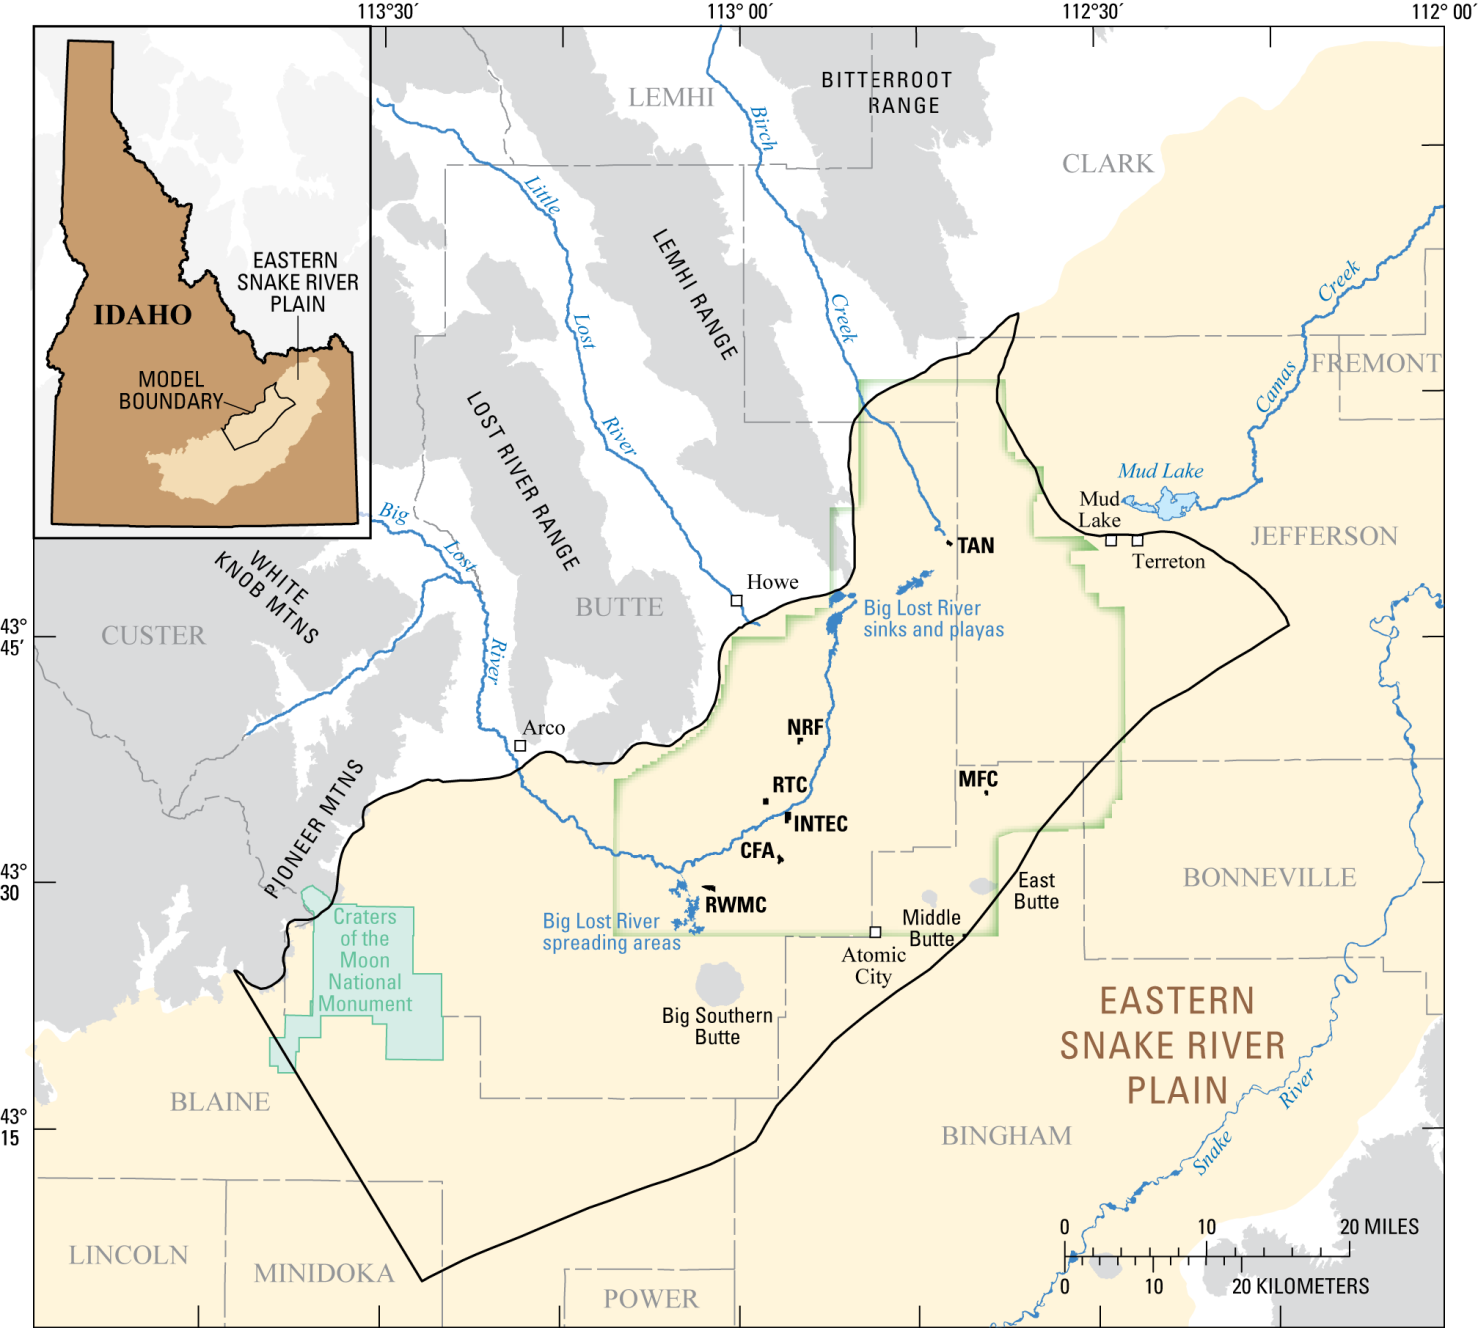 113°30′
113°00′
112°30′
112°00′
BITTERROOT
RANGE
LEMHI
Birch
CLARK
Little
EASTERN
SNAKE RIVER
PLAIN
IDAHO
LEMHI RANGE
Creek
Creek
Lost
FREMONT
MODEL
BOUNDARY
Camas
LOST RIVER RANGE
River
Mud Lake
Mud
Lake
Big
JEFFERSON
Lost
TAN
Terreton
WHITE
KNOB MTNS
Howe
BUTTE
Big Lost River
sinks and playas
43°
45′
CUSTER
River
Arco
NRF
MFC
RTC
PIONEER MTNS
INTEC
CFA
43°
30′
BONNEVILLE
East
Butte
RWMC
Craters
of the
Moon
National
Monument
Big Lost River
spreading areas
Middle
Butte
Atomic
City
Big Southern
Butte
EASTERN
SNAKE RIVER
PLAIN
River
BLAINE
43°
15
BINGHAM
Snake
0 10 20 MILES
LINCOLN
MINIDOKA
0 10 20 KILOMETERS
POWER